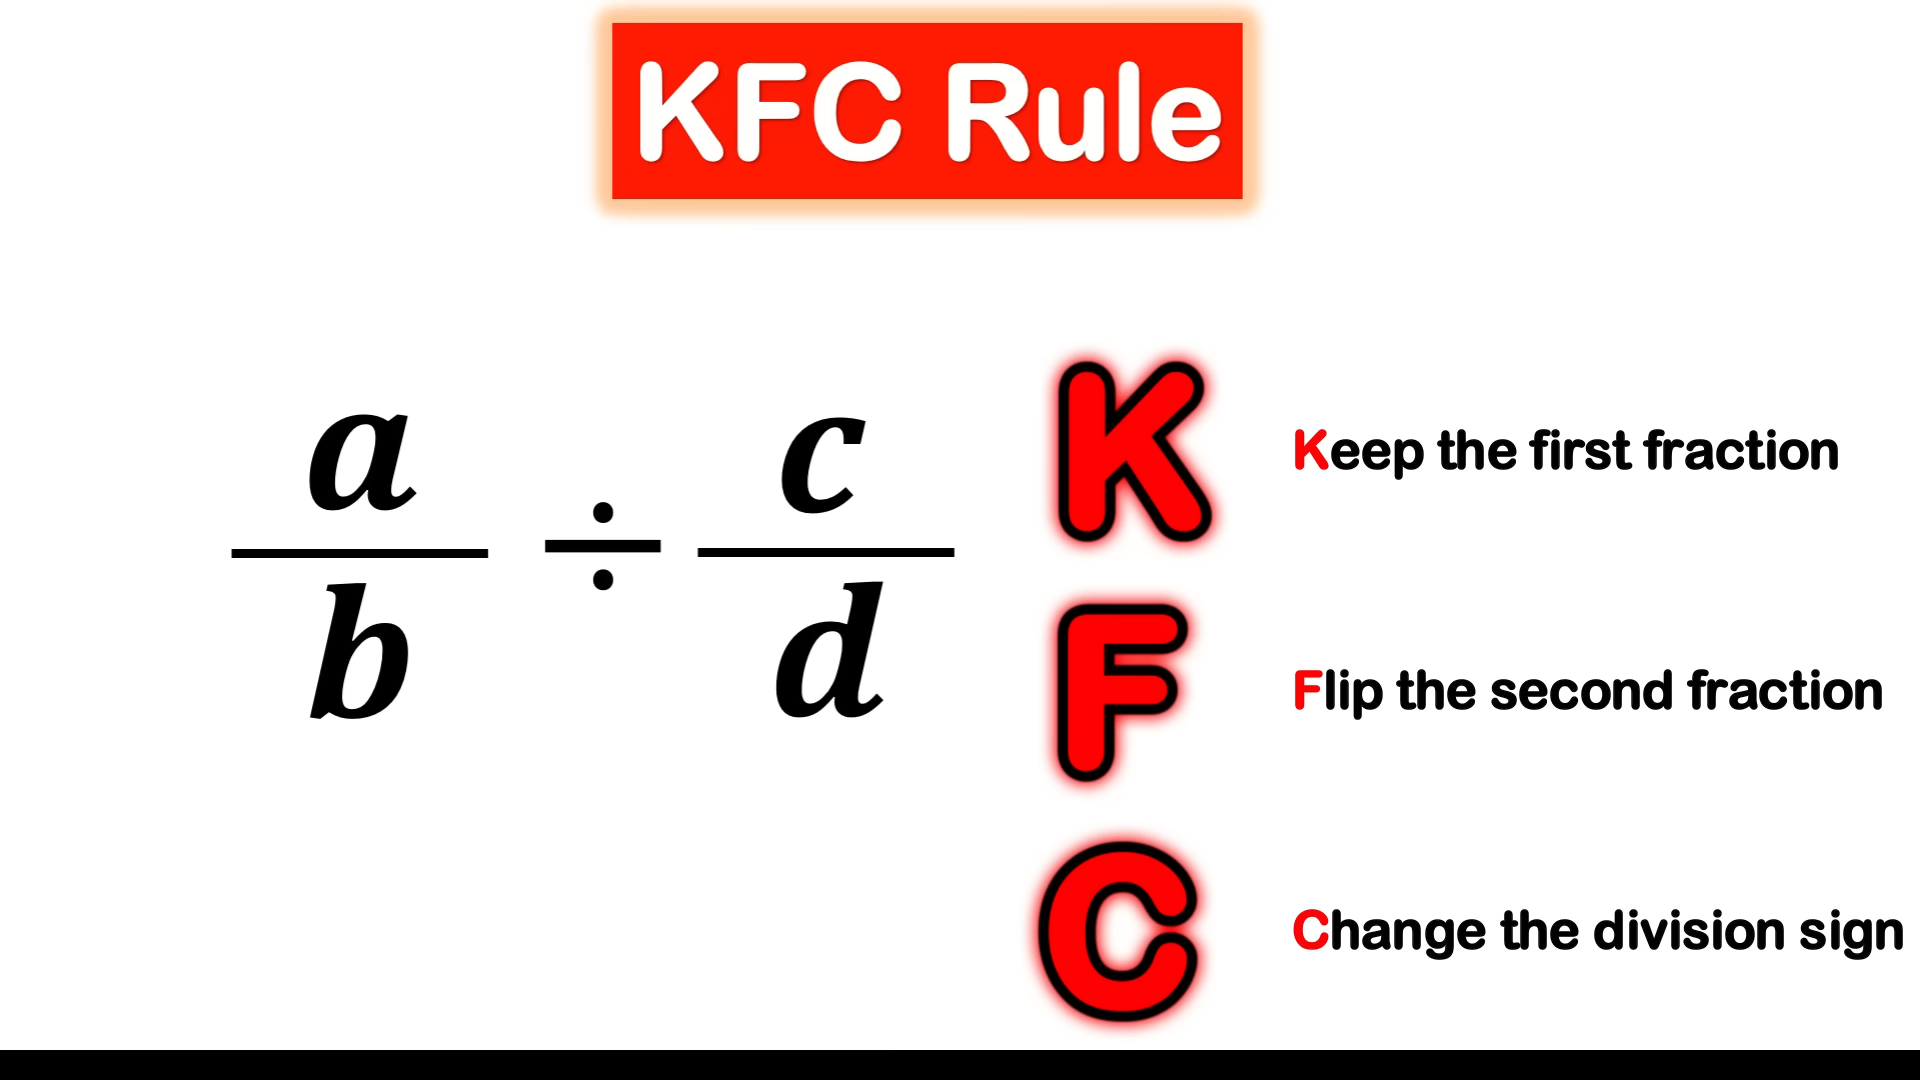 KFC Rule
a
b
÷
c
d
K
Keep the first fraction
F
Flip the second fraction
C
Change the division sign